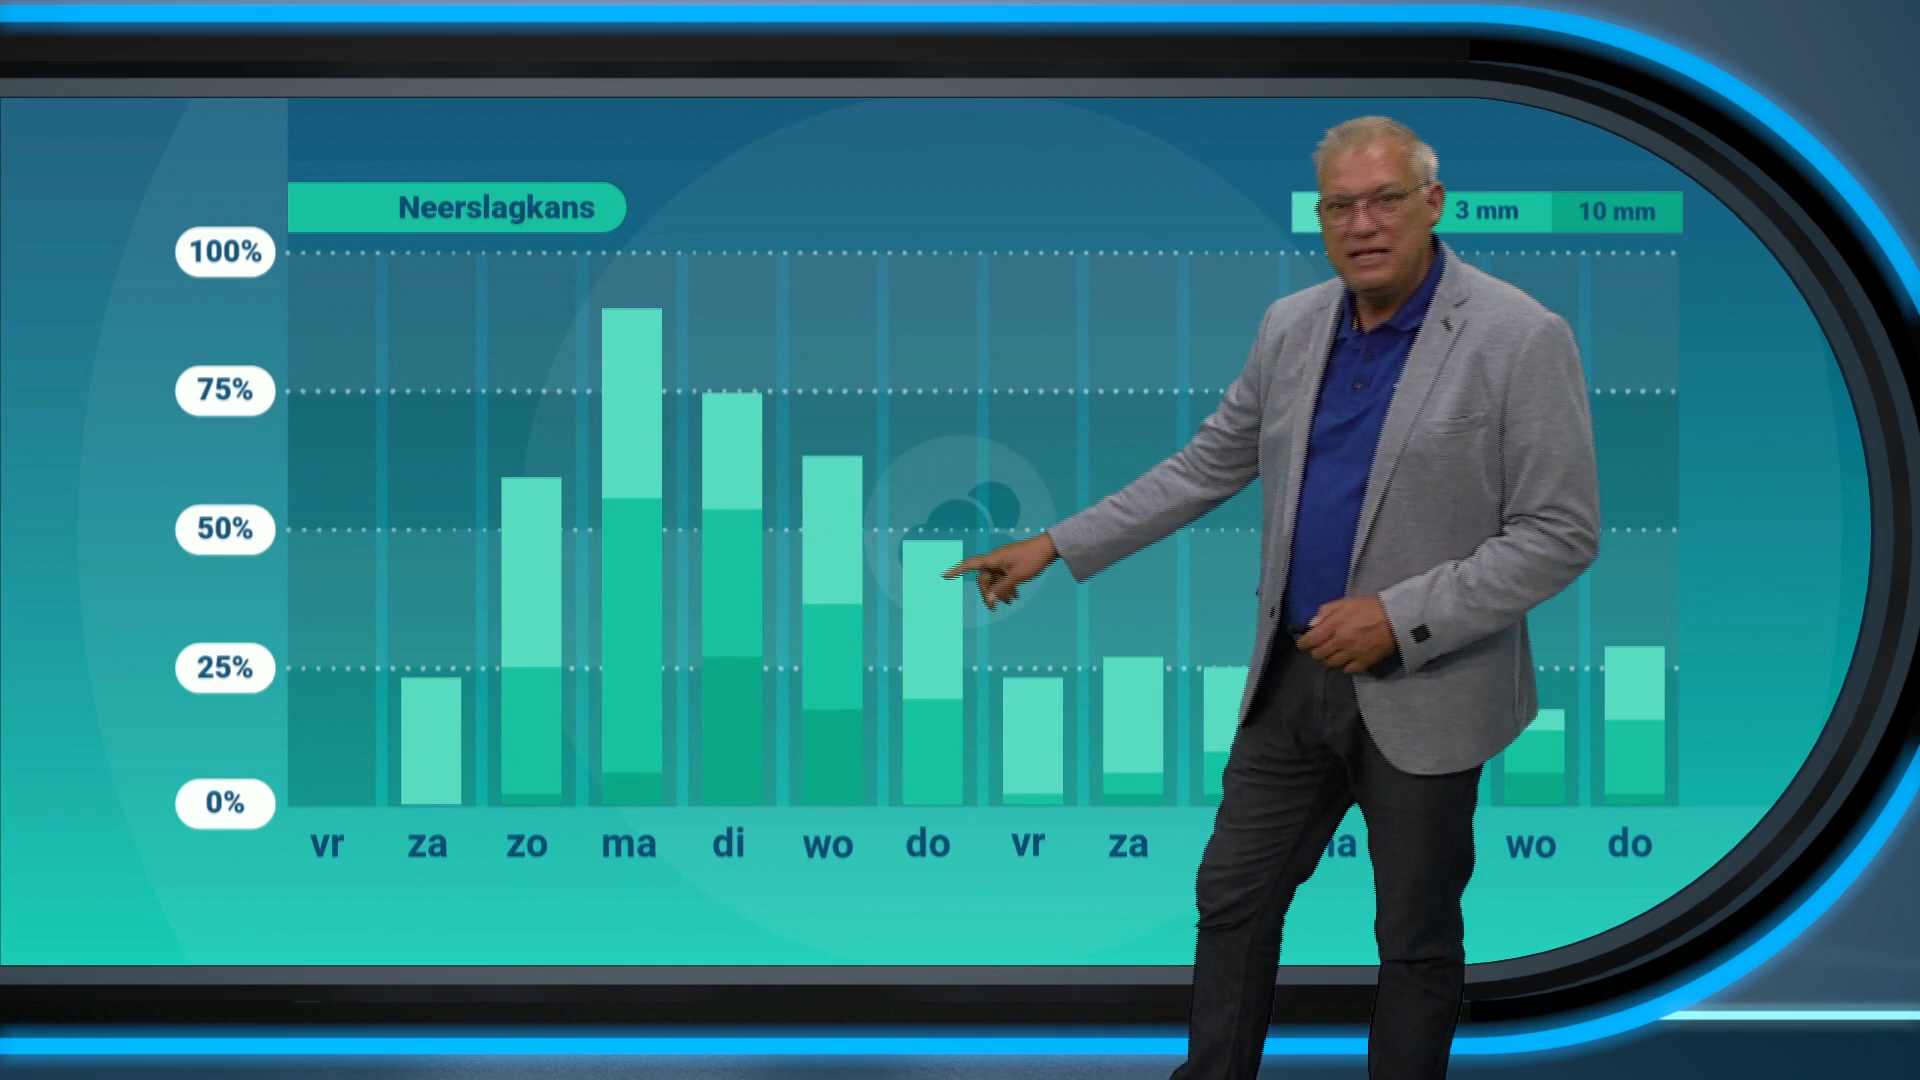 Neerslagkans
3 mm 10 mm
100%
75%
50%
25%
0%
vr za zo ma di wo do vr za wo do